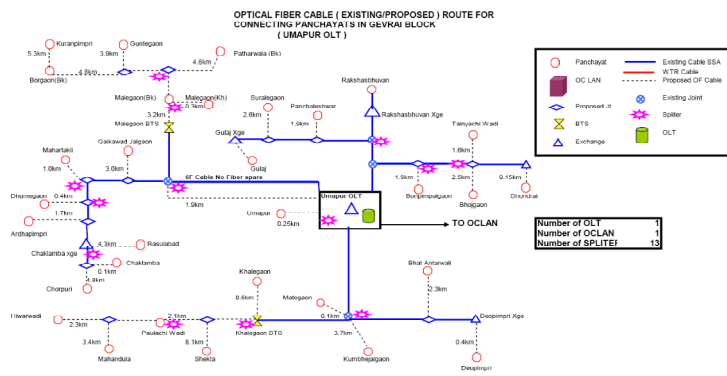 OPTICAL FIBER CABLE ( EXISTING/PROPOSED ) ROUTE FOR
CONNECTING PANCHAYATS IN GEVRAI BLOCK
( UMAPUR OLT )
Kuranpimpri
Guntegaon
5.3km
3.9km
4.6km
Patharwala (Bk)
Borgaon(Bk)
4.8km
Malegaon(Bk)
Malegaon(Kh)
0.3km
3.2km
Malegaon BTS
Rakshasbhuvan
Suralegaon
2.6km
Panchaleshwar
1.9km
Rakshasbhuvan Xge
Gulaj Xge
Gulaj
Talnyachi Wadi
1.6km
1.9km
2.5km
0.15km
Boripimpalgaon
Bhojgaon
Dhondrai
Mahartakli
Gaikawad Jalgaon
1.0km
3.0km
6F Cable No Fiber spare
1.9km
Umapur OLT
Umapur
0.25km
TO OCLAN
Dhumegaon
0.4km
1.7km
Ardhapimpri
4.3km
Rasulabad
Chaklamba xge
0.1km
Chaklamba
4.8km
Chorpuri
Panchayat
OC LAN
Proposed Jt
BTS
Exchange
Existing Cable SSA
WTR Cable
Proposed OF Cable
Existing Joint
Spliter
OLT
Number of OLT 1
Number of OCLAN 1
Number of SPLITER 13
Khalegaon
0.5km
Mategaon
0.1km
Bhat Antarwali
2.3km
2.3km
2.1km
Paulachi Wadi
Khalegaon BTS
3.7km
Deopimpri Xge
3.4km
8.1km
0.4km
Mahandula
Shekta
Kumbhejalgaon
Deopimpri